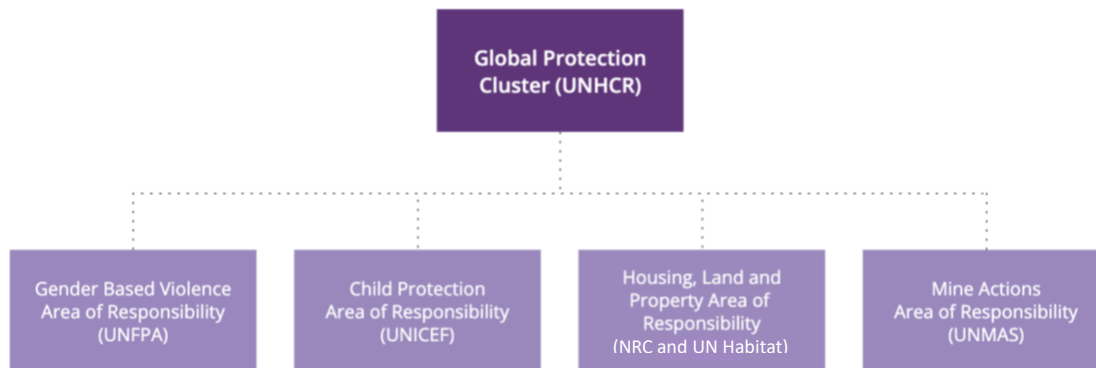 Global Protection
Cluster (UNHCR)
Gender Based Violence
Area of Responsibility
(UNFPA)
Child Protection
Area of Responsibility
(UNICEF)
Housing, Land and
Property Area of
Responsibility
(NRC and UN Habitat)
Mine Actions
Area of Responsibility
(UNMAS)